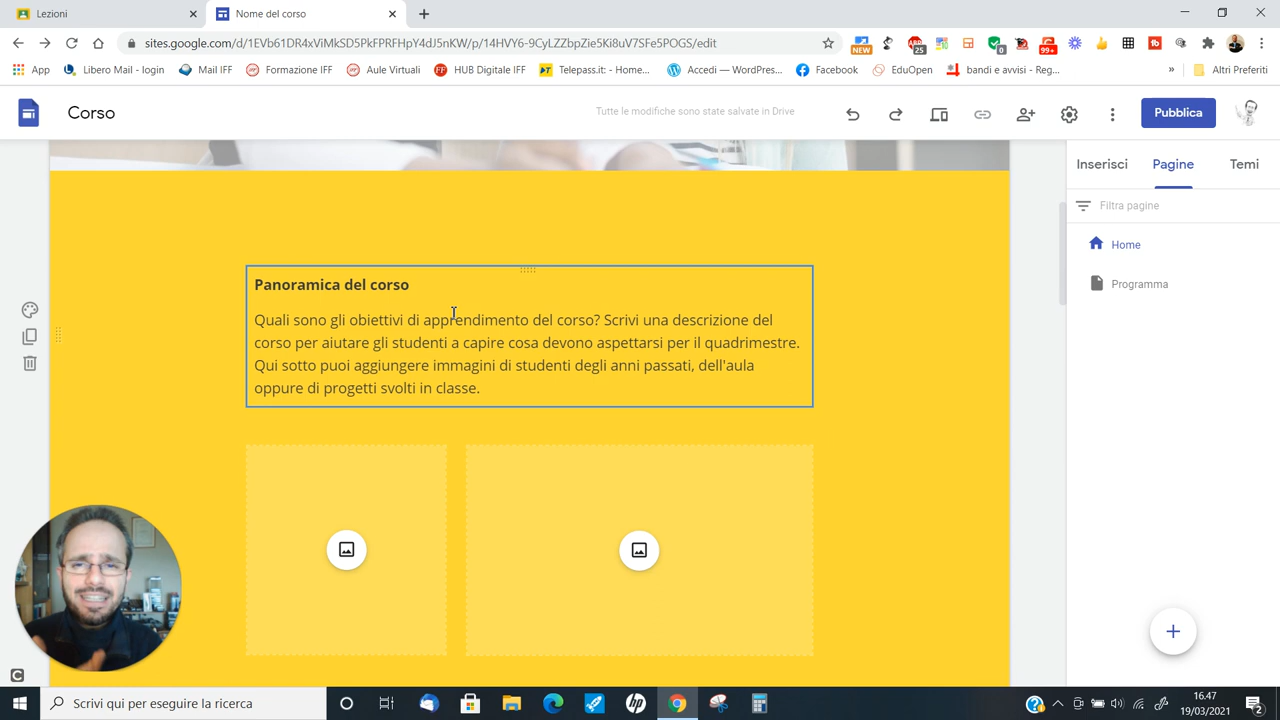 Lezioni
Nome del corso
sites.google.com/
/edit
NEW
25
0
99+
App
Libero Mail - login
Mail IFF
Formazione IFF
Aule Virtuali
HUB Digitale IFF
Telepass.it: - Home...
Accedi — WordPres...
Facebook
EduOpen
bandi e avvisi - Reg...
»
Altri Preferiti
Corso
Tutte le modifiche sono state salvate in Drive
Pubblica
Inserisci
Pagine
Temi
Filtra pagine
Home
Programma
Panoramica del corso
Quali sono gli obiettivi di apprendimento del corso? Scrivi una descrizione del
corso per aiutare gli studenti a capire cosa devono aspettarsi per il quadrimestre.
Qui sotto puoi aggiungere immagini di studenti degli anni passati, dell'aula
oppure di progetti svolti in classe.
Scrivi qui per eseguire la ricerca
16.47
19/03/2021
2